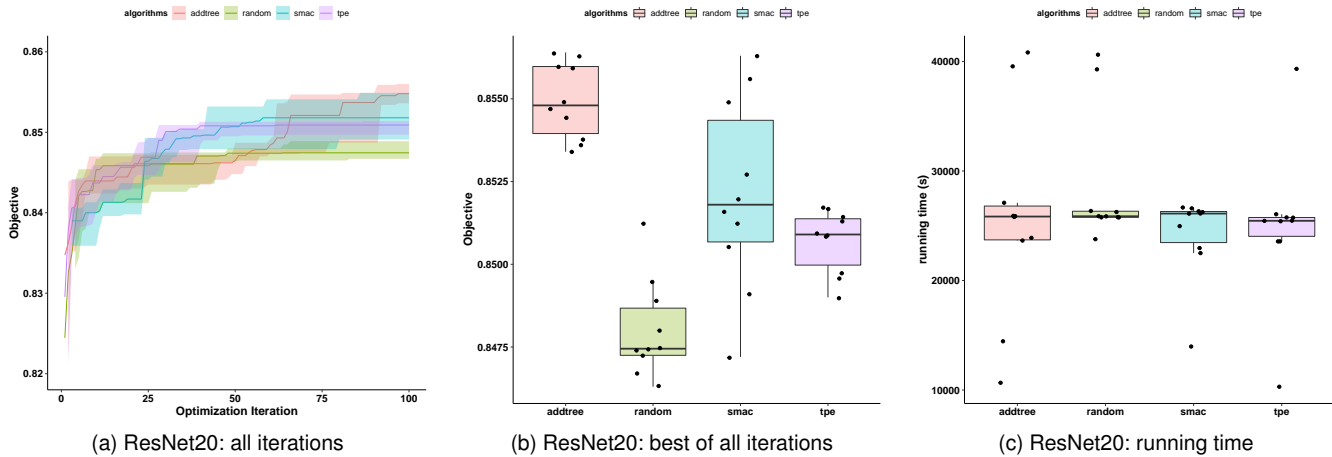 algorithms addtree random smac tpe
0.86
0.85
0.84
0.83
0.82
Objective
0 25 50 75 100
Optimization Iteration
(a) ResNet20: all iterations
algorithms addtree random smac tpe
0.8550
0.8525
0.8500
0.8475
Objective
addtree random smac tpe
(b) ResNet20: best of all iterations
algorithms addtree random smac tpe
40000
30000
20000
10000
running time (s)
addtree random smac tpe
(c) ResNet20: running time